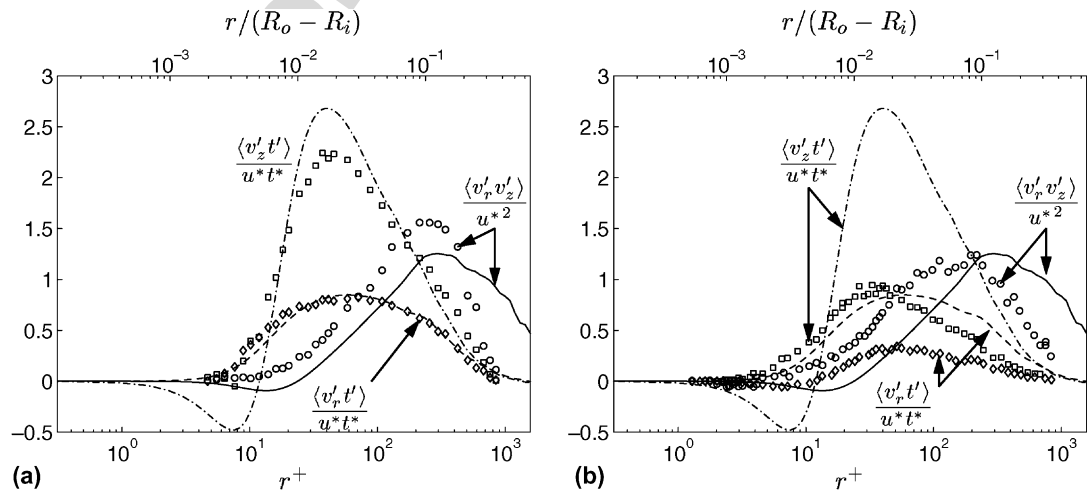 r/(R_o − R_i)
10^−3 10^−2 10^−1
3
2.5
2
1.5
1
0.5
0
−0.5
⟨v′_z t′⟩
u* t*
⟨v′_r v′_z⟩
u*²
⟨v′_r t′⟩
u* t*
10^0 10^1 10^2 10^3
(a)
r^+
r/(R_o − R_i)
10^−3 10^−2 10^−1
3
2.5
2
1.5
1
0.5
0
−0.5
⟨v′_z t′⟩
u* t*
⟨v′_r v′_z⟩
u*²
⟨v′_r t′⟩
u* t*
10^0 10^1 10^2 10^3
(b)
r^+